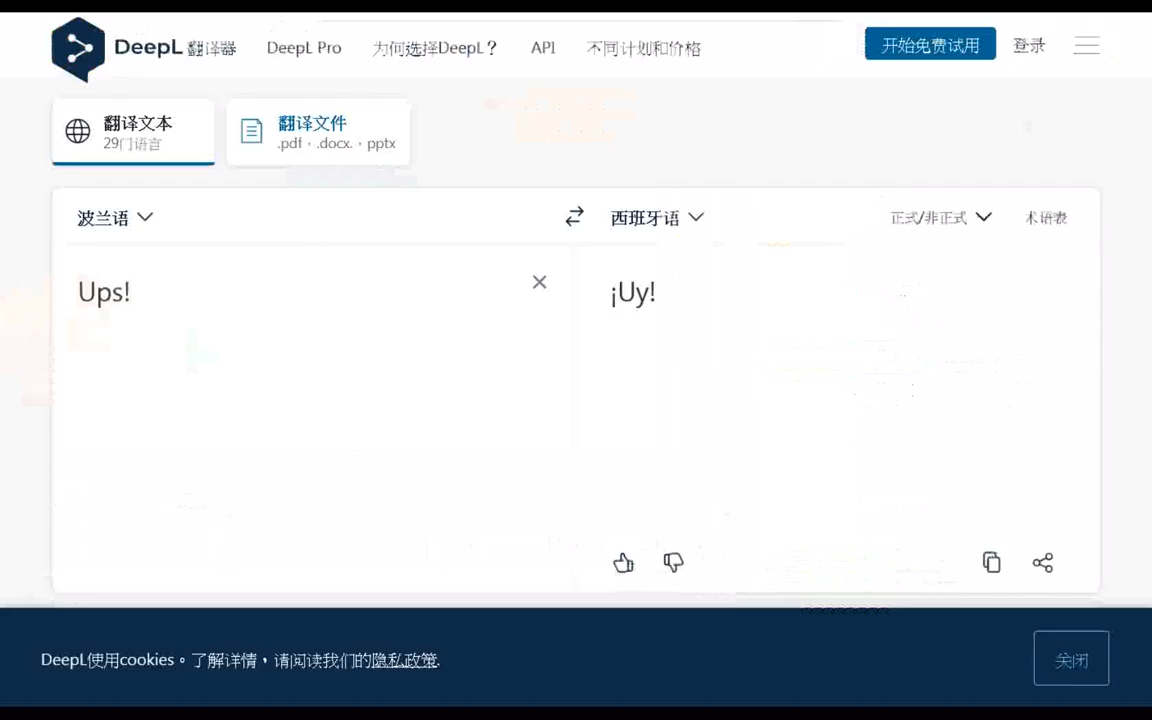 DeepL 翻译器 DeepL Pro 为何选择DeepL? API 不同计划和价格 开始免费试用 登录
翻译文本 翻译文件
29门语言 .pdf，.docx.，pptx
波兰语 西班牙语 正式/非正式 术语表
Ups! ¡Uy!
DeepL使用cookies。了解详情，请阅读我们的隐私政策. 关闭